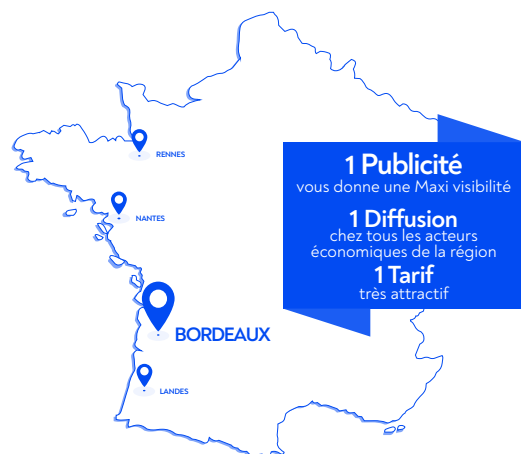 RENNES
1 Publicité
vous donne une Maxi visibilité
NANTES
1 Diffusion
chez tous les acteurs
économiques de la région
1 Tarif
très attractif
BORDEAUX
LANDES